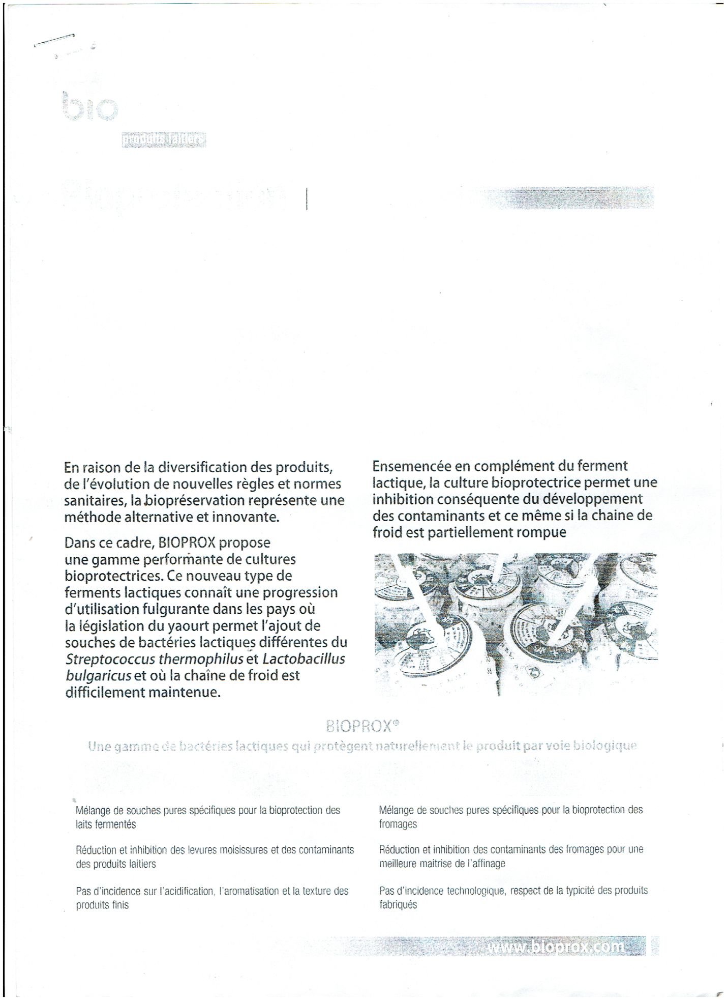 bio
produits laitiers
En raison de la diversification des produits,
de l'évolution de nouvelles règles et normes
sanitaires, la biopréservation représente une
méthode alternative et innovante.
Dans ce cadre, BIOPROX propose
une gamme performante de cultures
bioprotectrices. Ce nouveau type de
ferments lactiques connaît une progression
d'utilisation fulgurante dans les pays où
la législation du yaourt permet l'ajout de
souches de bactéries lactiques différentes du
Streptococcus thermophilus et Lactobacillus
bulgaricus et où la chaîne de froid est
difficilement maintenue.
Ensemencée en complément du ferment
lactique, la culture bioprotectrice permet une
inhibition conséquente du développement
des contaminants et ce même si la chaine de
froid est partiellement rompue
BIOPROX®
Une gamme de bactéries lactiques qui protègent naturellement le produit par voie biologique
Mélange de souches pures spécifiques pour la bioprotection des
laits fermentés
Réduction et inhibition des levures moisissures et des contaminants
des produits laitiers
Pas d'incidence sur l'acidification, l'aromatisation et la texture des
produits finis
Mélange de souches pures spécifiques pour la bioprotection des
fromages
Réduction et inhibition des contaminants des fromages pour une
meilleure maitrise de l'affinage
Pas d'incidence technologique, respect de la typicité des produits
fabriqués
www.bioprox.com